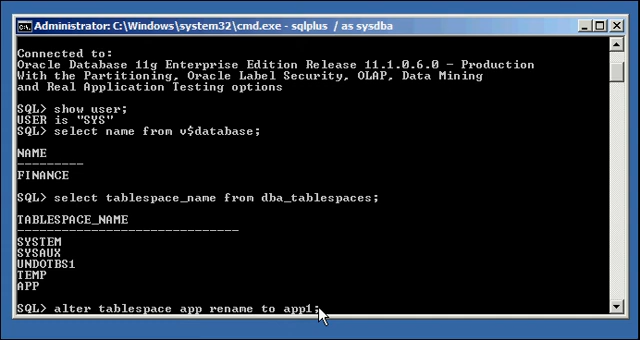 Administrator: C:\Windows\system32\cmd.exe - sqlplus / as sysdba
Connected to:
Oracle Database 11g Enterprise Edition Release 11.1.0.6.0 - Production
With the Partitioning, Oracle Label Security, OLAP, Data Mining
and Real Application Testing options
SQL> show user;
USER is "SYS"
SQL> select name from v$database;
NAME
---------
FINANCE
SQL> select tablespace_name from dba_tablespaces;
TABLESPACE_NAME
------------------------------
SYSTEM
SYSAUX
UNDOTBS1
TEMP
APP
SQL> alter tablespace app rename to app1;